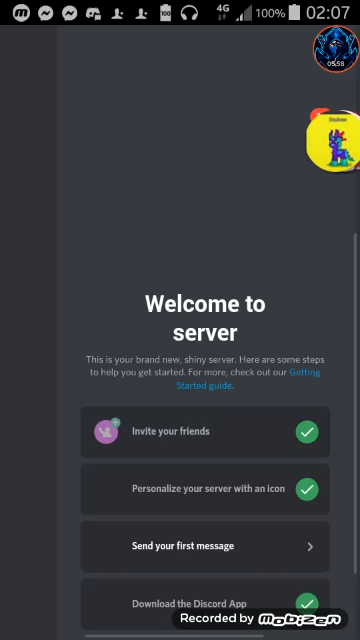 4G 100% 02:07
05:58
Welcome to
server
This is your brand new, shiny server. Here are some steps
to help you get started. For more, check out our Getting
Started guide.
Invite your friends
Personalize your server with an icon
Send your first message
Download the Discord App
Recorded by Mobizen